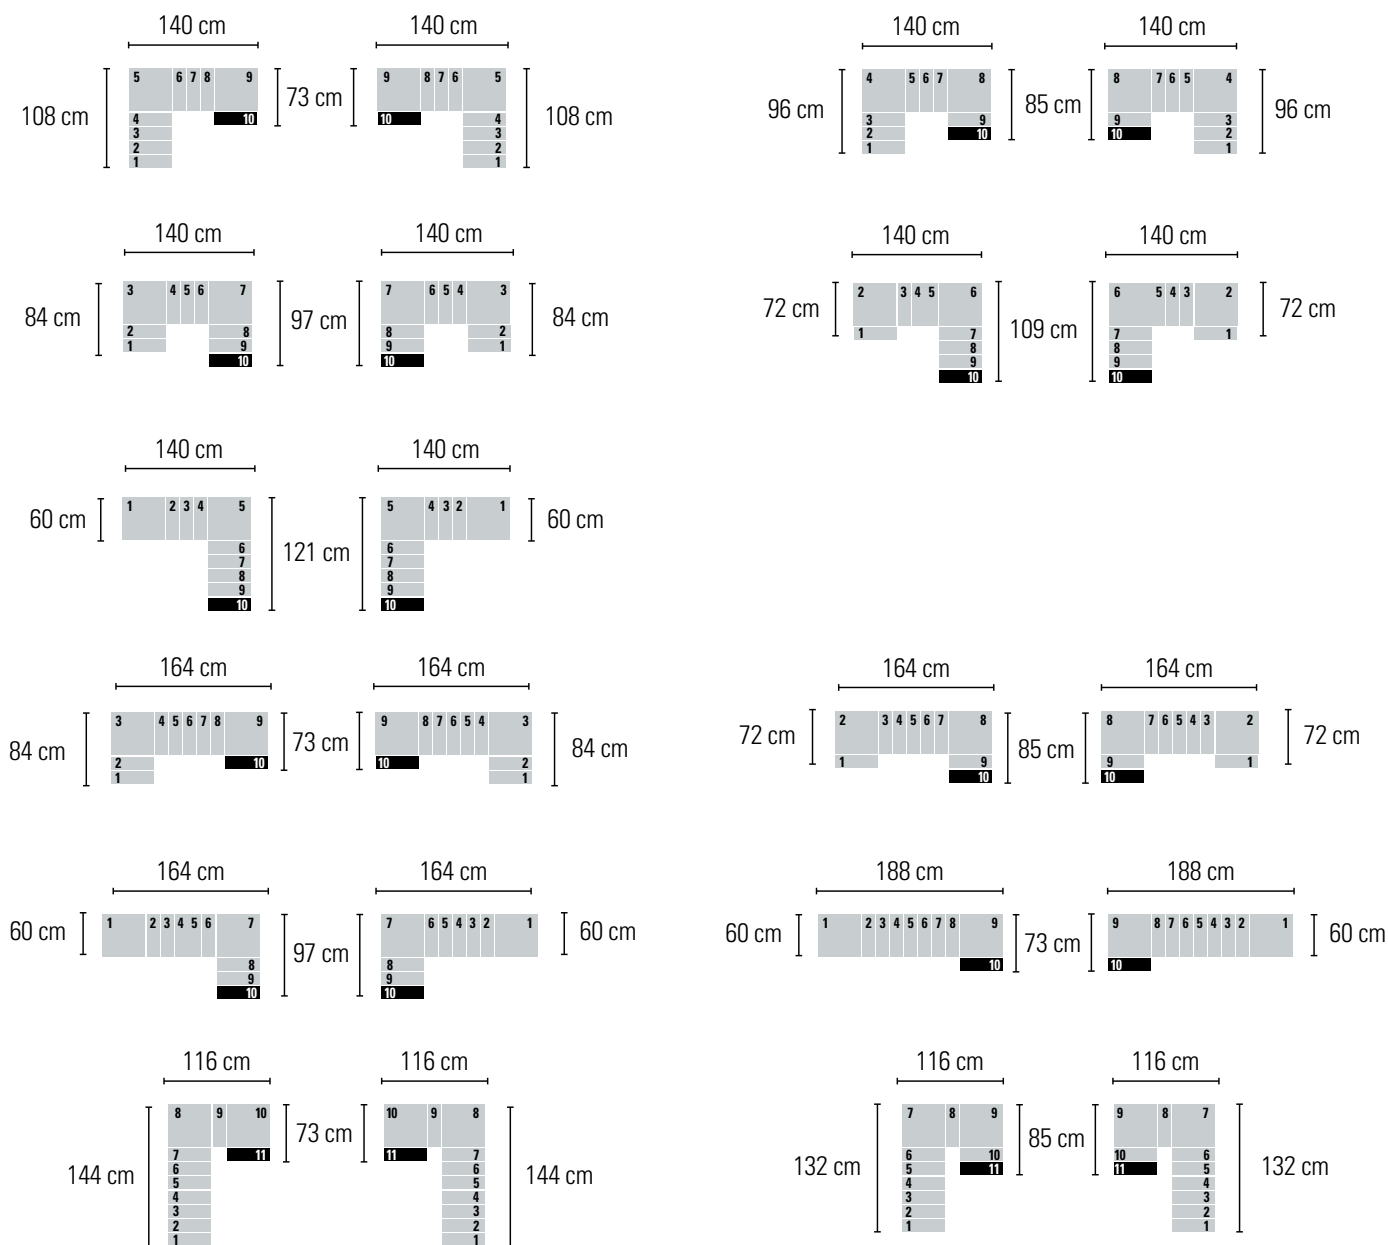 140 cm 140 cm 140 cm 140 cm
5 6 7 8 9 9 8 7 6 5 4 5 6 7 8 8 7 6 5 4
108 cm 73 cm 108 cm 96 cm 85 cm 96 cm
4 10 10 4 3 9 9 3
3 3 2 10 10 2
2 2 1 1
1 1
140 cm 140 cm 140 cm 140 cm
3 4 5 6 7 7 6 5 4 3 2 3 4 5 6 6 5 4 3 2
84 cm 97 cm 84 cm 72 cm 109 cm 72 cm
2 8 8 2 1 7 7 1
1 9 9 1 8 8
10 10 9 9
10 10
140 cm 140 cm
1 2 3 4 5 5 4 3 2 1
60 cm 121 cm 60 cm
6 6
7 7
8 8
9 9
10 10
164 cm 164 cm 164 cm 164 cm
3 4 5 6 7 8 9 9 8 7 6 5 4 3 2 3 4 5 6 7 8 8 7 6 5 4 3 2
84 cm 73 cm 84 cm 72 cm 85 cm 72 cm
2 10 10 2 1 9 9 1
1 1 10 10
164 cm 164 cm 188 cm 188 cm
1 2 3 4 5 6 7 7 6 5 4 3 2 1 1 2 3 4 5 6 7 8 9 9 8 7 6 5 4 3 2 1
60 cm 97 cm 60 cm 60 cm 73 cm 60 cm
8 8 10 10
9 9
10 10
116 cm 116 cm 116 cm 116 cm
8 9 10 10 9 8 7 8 9 9 8 7
144 cm 73 cm 144 cm 132 cm 85 cm 132 cm
7 11 11 7 6 10 10 6
6 6 5 11 11 5
5 5 4 4
4 4 3 3
3 3 2 2
2 2 1 1
1 1